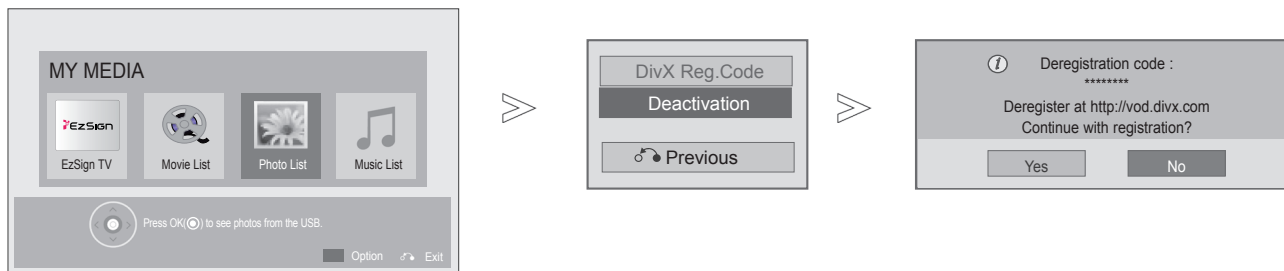 MY MEDIA
EzSign
EzSign TV
Movie List
Photo List
Music List
Press OK(◉) to see photos from the USB.
Option
Exit
DivX Reg.Code
Deactivation
Previous
Deregistration code :
********
Deregister at http://vod.divx.com
Continue with registration?
Yes
No